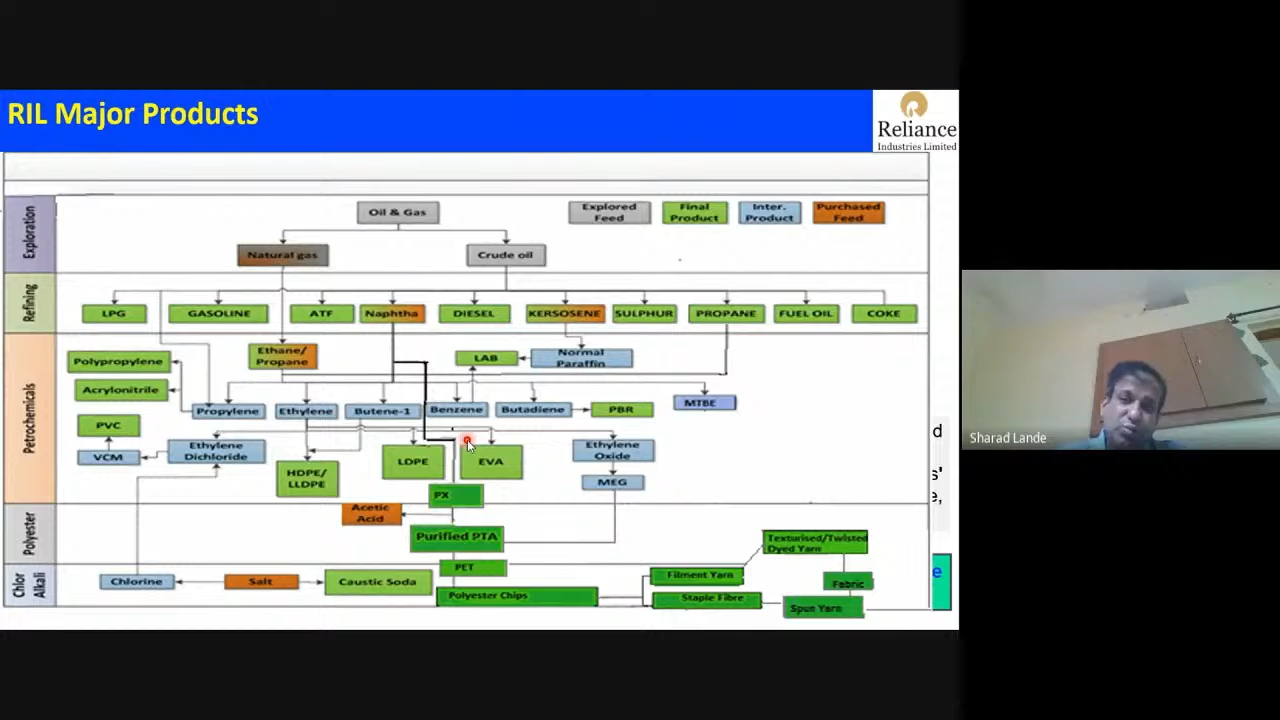 RIL Major Products
Reliance
Industries Limited
Exploration
Oil & Gas
Explored
Feed
Final
Product
Inter.
Product
Purchased
Feed
Natural gas
Crude oil
Refining
LPG
GASOLINE
ATF
Naphtha
DIESEL
KERSOSENE
SULPHUR
PROPANE
FUEL OIL
COKE
Petrochemicals
Polypropylene
Ethane/
Propane
LAB
Normal
Paraffin
Acrylonitrile
Propylene
Ethylene
Butene-1
Benzene
Butadiene
PBR
MTBE
PVC
VCM
Ethylene
Dichloride
HDPE/
LLDPE
LDPE
EVA
Ethylene
Oxide
MEG
PX
Polyester
Acetic
Acid
Purified PTA
Texturised/Twisted
Dyed Yarn
PET
Chlor
Alkali
Chlorine
Salt
Caustic Soda
Polyester Chips
Filment Yarn
Staple Fibre
Fabric
Spun Yarn
d
s'
e,
e
Sharad Lande